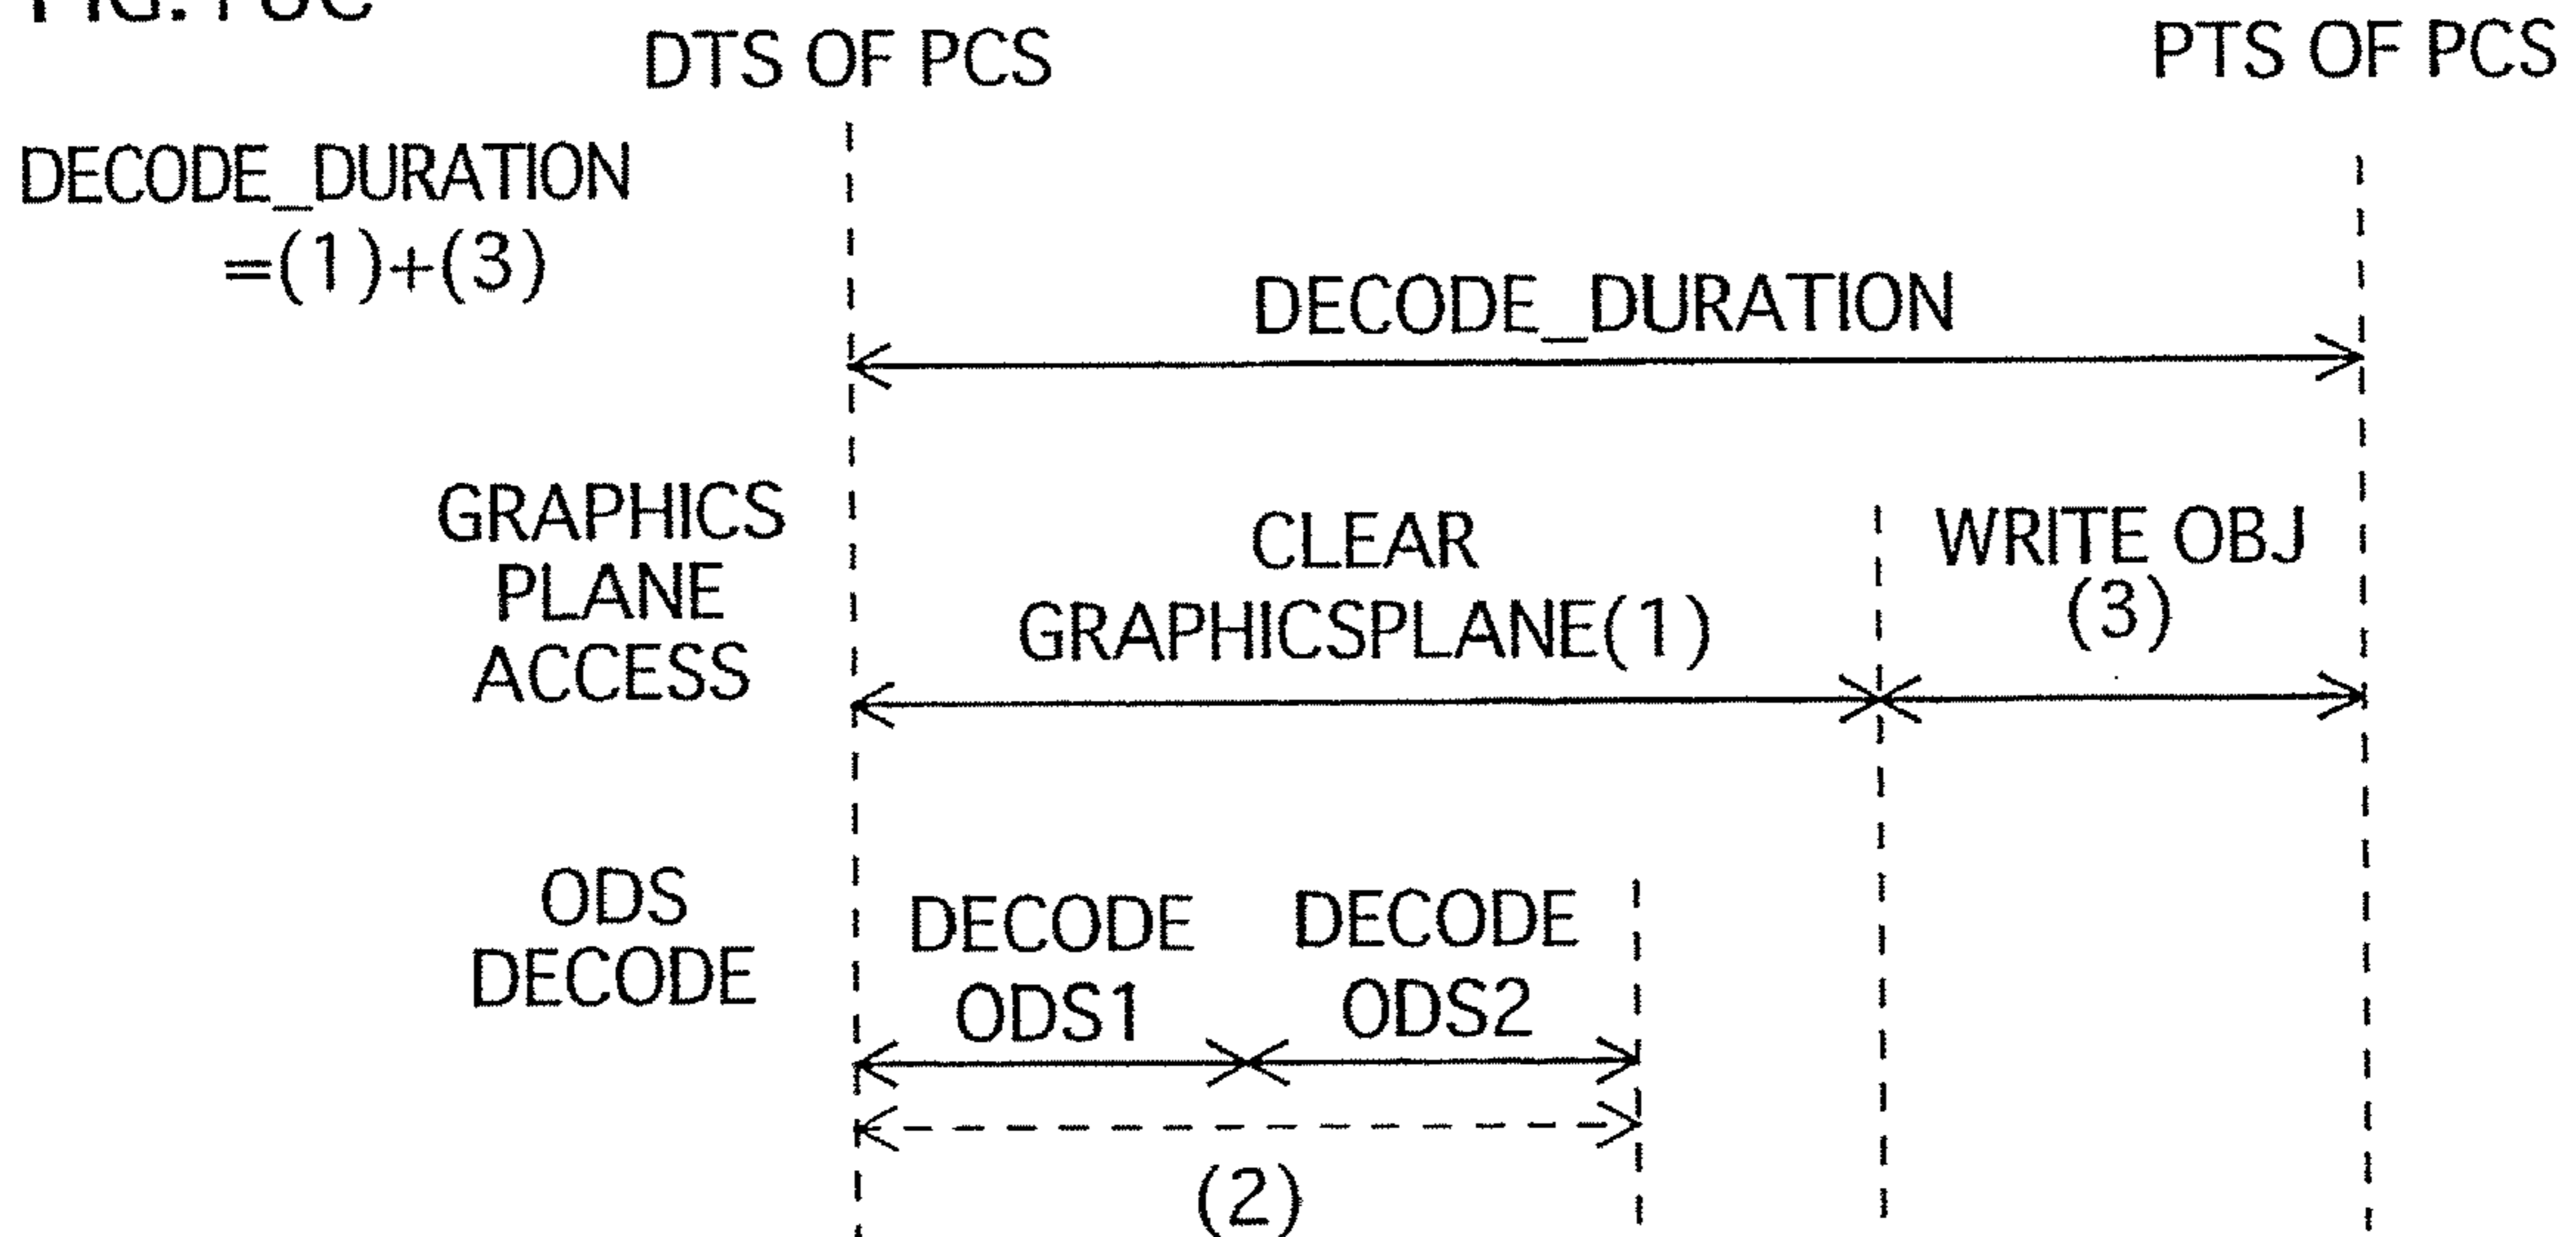 DTS OF PCS
PTS OF PCS
DECODE_DURATION
=(1)+(3)
DECODE_DURATION
GRAPHICS
PLANE
ACCESS
CLEAR
GRAPHICSPLANE(1)
WRITE OBJ
(3)
ODS
DECODE
DECODE
ODS1
DECODE
ODS2
(2)